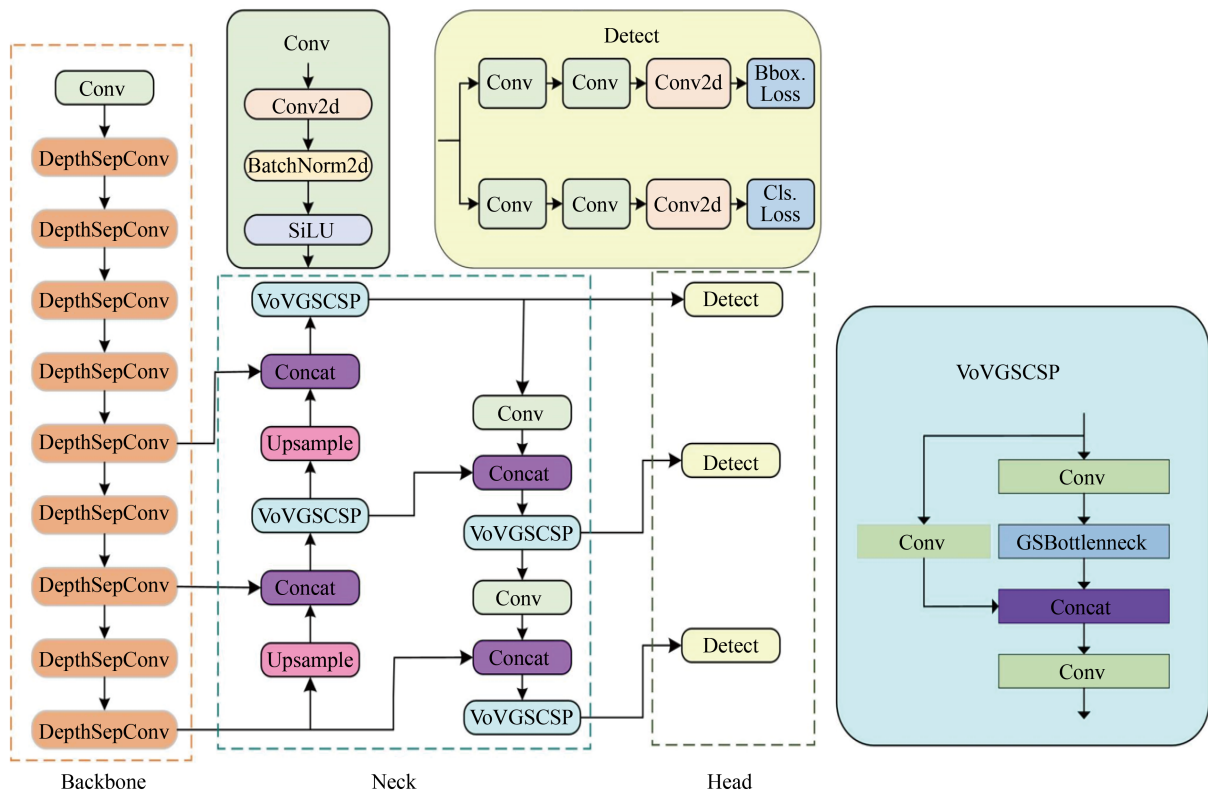 Conv
DepthSepConv
DepthSepConv
DepthSepConv
DepthSepConv
DepthSepConv
DepthSepConv
DepthSepConv
DepthSepConv
DepthSepConv
Backbone
Conv
Conv2d
BatchNorm2d
SiLU
Detect
Conv
Conv
Conv2d
Bbox.
Loss
Conv
Conv
Conv2d
Cls.
Loss
VoVGSCSP
Concat
Upsample
VoVGSCSP
Concat
Upsample
Conv
Concat
VoVGSCSP
Conv
Concat
VoVGSCSP
Neck
Detect
Detect
Detect
Head
VoVGSCSP
Conv
Conv
GSBottlenneck
Concat
Conv